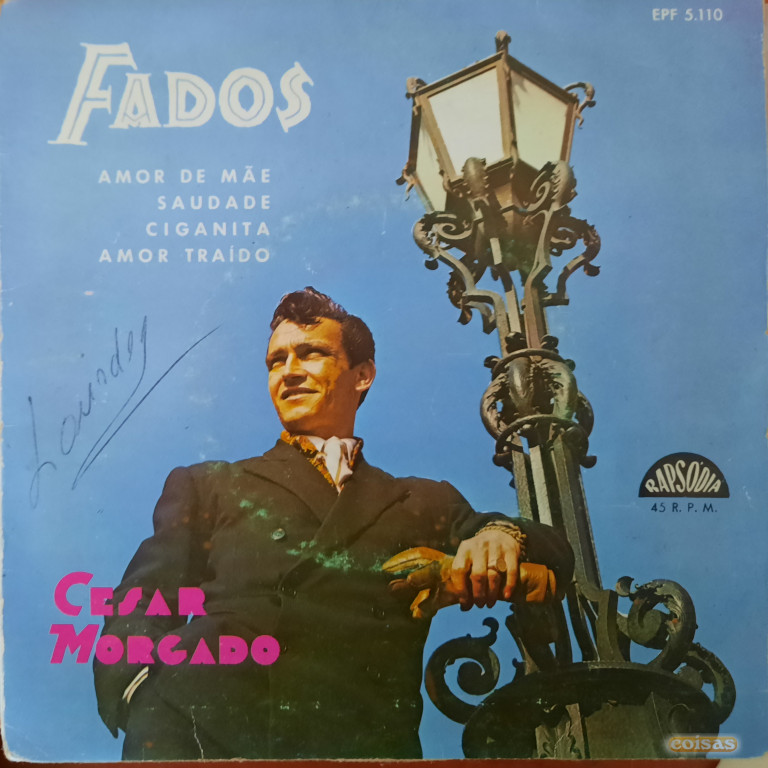 EPF 5.110
FADOS
AMOR DE MÃE
SAUDADE
CIGANITA
AMOR TRAÍDO
Lourdes
RAPSÓDIA
45 R. P. M.
CESAR
MORGADO
coisas